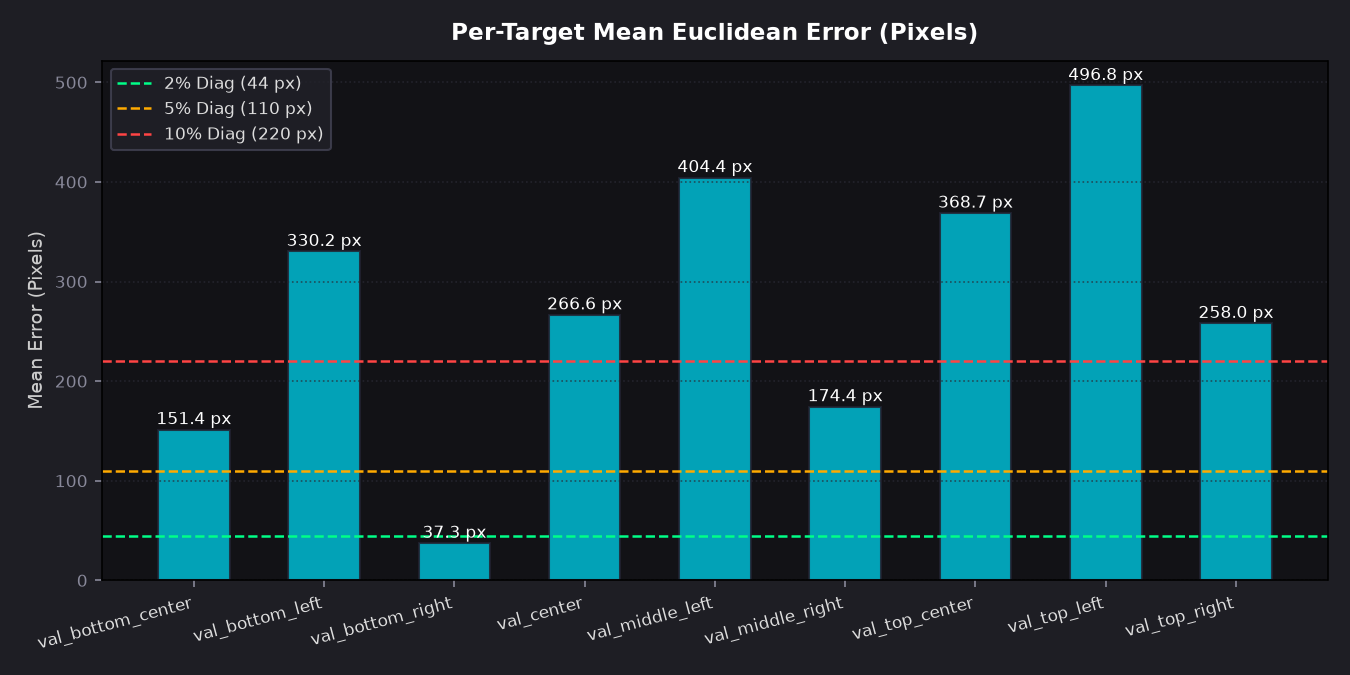 Per-Target Mean Euclidean Error (Pixels)
2% Diag (44 px)
5% Diag (110 px)
10% Diag (220 px)
Mean Error (Pixels)
500
400
300
200
100
0
151.4 px
330.2 px
37.3 px
266.6 px
404.4 px
174.4 px
368.7 px
496.8 px
258.0 px
val_bottom_center
val_bottom_left
val_bottom_right
val_center
val_middle_left
val_middle_right
val_top_center
val_top_left
val_top_right